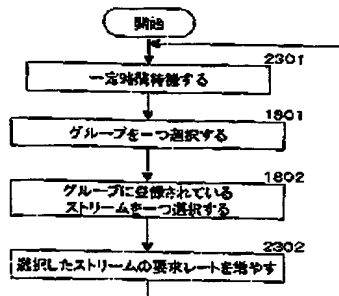 開始
2301
一定時間待機する
1801
グループを一つ選択する
1802
グループに登録されている
ストリームを一つ選択する
2302
選択したストリームの要求レートを増やす